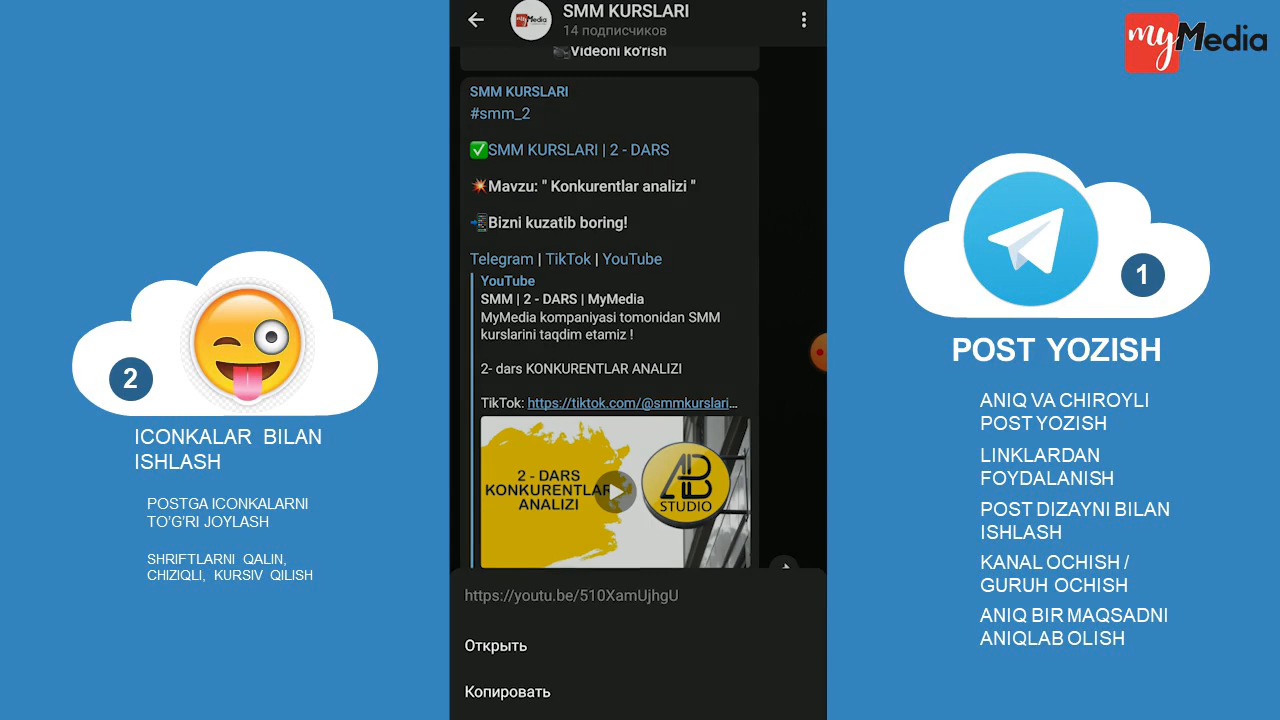 2
ICONKALAR BILAN
ISHLASH
POSTGA ICONKALARNI
TO'G'RI JOYLASH
SHRIFTLARNI QALIN,
CHIZIQLI, KURSIV QILISH
myMedia
SMM KURSLARI
14 подписчиков
Videoni ko'rish
SMM KURSLARI
#smm_2
✅SMM KURSLARI | 2 - DARS
💥Mavzu: " Konkurentlar analizi "
📲Bizni kuzatib boring!
Telegram | TikTok | YouTube
YouTube
SMM | 2 - DARS | MyMedia
MyMedia kompaniyasi tomonidan SMM
kurslarini taqdim etamiz !
2- dars KONKURENTLAR ANALIZI
TikTok: https://tiktok.com/@smmkurslari…
2 - DARS
KONKURENTLAR
ANALIZI
AB
STUDIO
https://youtu.be/510XamUjhgU
Открыть
Копировать
myMedia
1
POST YOZISH
ANIQ VA CHIROYLI
POST YOZISH
LINKLARDAN
FOYDALANISH
POST DIZAYNI BILAN
ISHLASH
KANAL OCHISH /
GURUH OCHISH
ANIQ BIR MAQSADNI
ANIQLAB OLISH